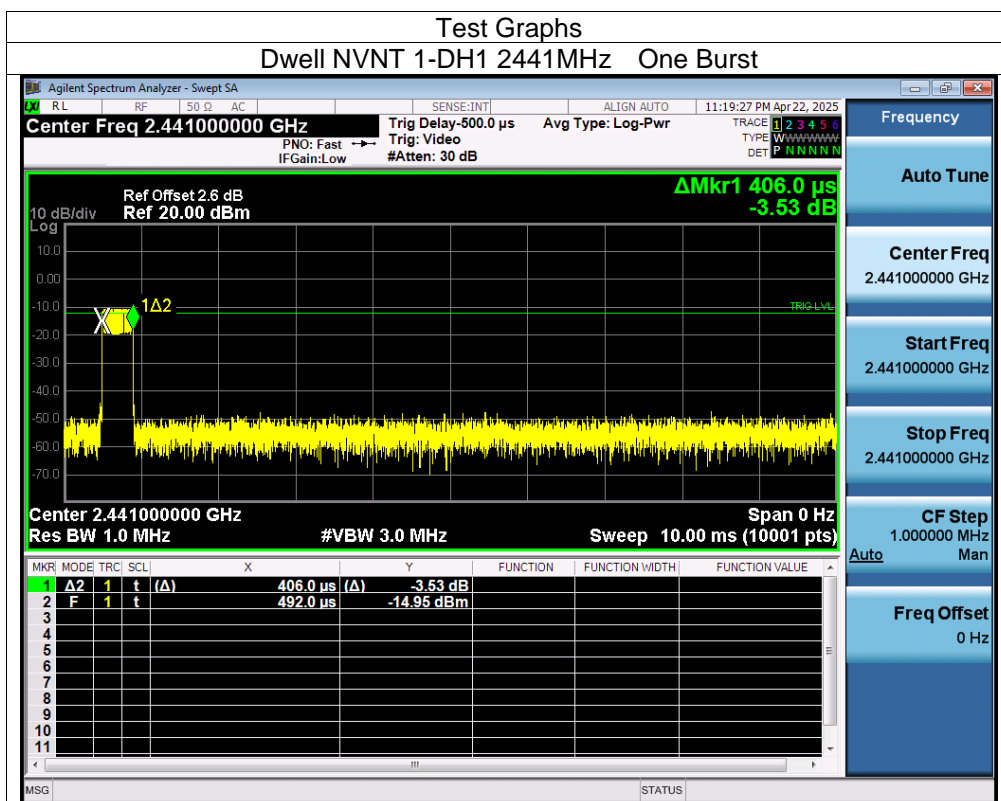 Test Graphs
Dwell NVNT 1-DH1 2441MHz One Burst
Agilent Spectrum Analyzer - Swept SA
LXI RL RF 50 Ω AC SENSE:INT ALIGN AUTO 11:19:27 PM Apr 22, 2025
Center Freq 2.441000000 GHz
PNO: Fast
IFGain:Low
Trig Delay-500.0 µs
Trig: Video
#Atten: 30 dB
Avg Type: Log-Pwr
TRACE 1 2 3 4 5 6
TYPE WWWWWW
DET P N N N N N
Frequency
Auto Tune
Center Freq
2.441000000 GHz
Start Freq
2.441000000 GHz
Stop Freq
2.441000000 GHz
CF Step
1.000000 MHz
Auto Man
Freq Offset
0 Hz
ΔMkr1 406.0 µs
-3.53 dB
Ref Offset 2.6 dB
10 dB/div Ref 20.00 dBm
Log
10.0
0.00
-10.0
-20.0
-30.0
-40.0
-50.0
-60.0
-70.0
1Δ2
TRIG LVL
Center 2.441000000 GHz Span 0 Hz
Res BW 1.0 MHz #VBW 3.0 MHz Sweep 10.00 ms (10001 pts)
MKR MODE TRC SCL X Y FUNCTION FUNCTION WIDTH FUNCTION VALUE
1 Δ2 1 t (Δ) 406.0 µs (Δ) -3.53 dB
2 F 1 t 492.0 µs -14.95 dBm
3
4
5
6
7
8
9
10
11
MSG STATUS